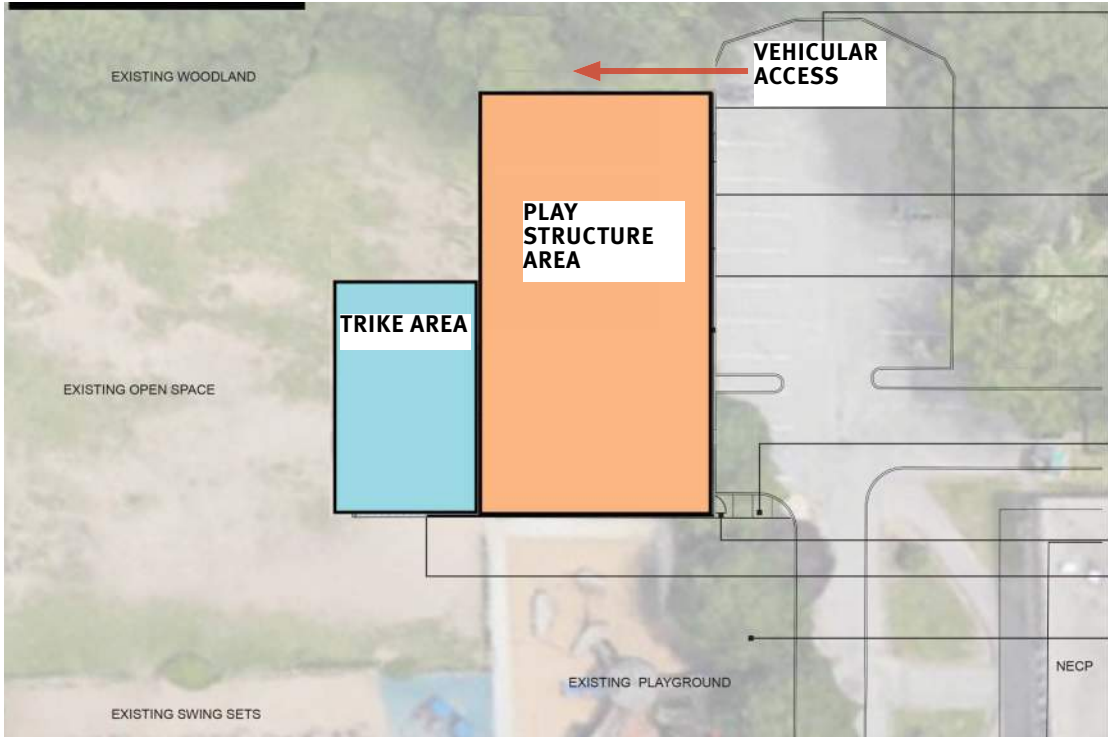 EXISTING WOODLAND
VEHICULAR
ACCESS
PLAY
STRUCTURE
AREA
TRIKE AREA
EXISTING OPEN SPACE
EXISTING PLAYGROUND
NECP
EXISTING SWING SETS